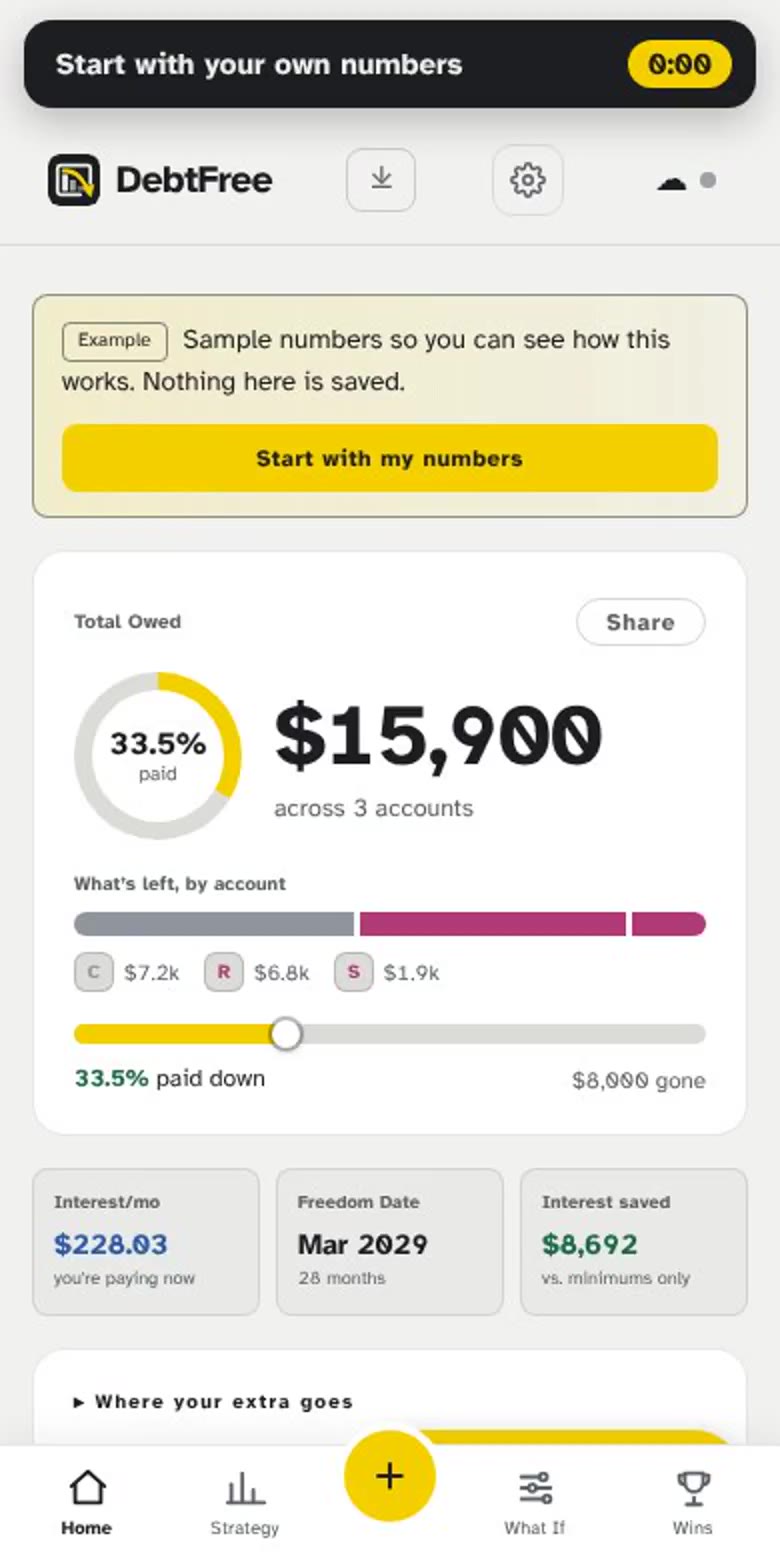 Start with your own numbers 0:00
DebtFree
Example Sample numbers so you can see how this
works. Nothing here is saved.
Start with my numbers
Total Owed Share
33.5%
paid
$15,900
across 3 accounts
What's left, by account
C $7.2k R $6.8k S $1.9k
33.5% paid down $8,000 gone
Interest/mo Freedom Date Interest saved
$228.03 Mar 2029 $8,692
you're paying now 28 months vs. minimums only
▸ Where your extra goes
+
Home Strategy What If Wins